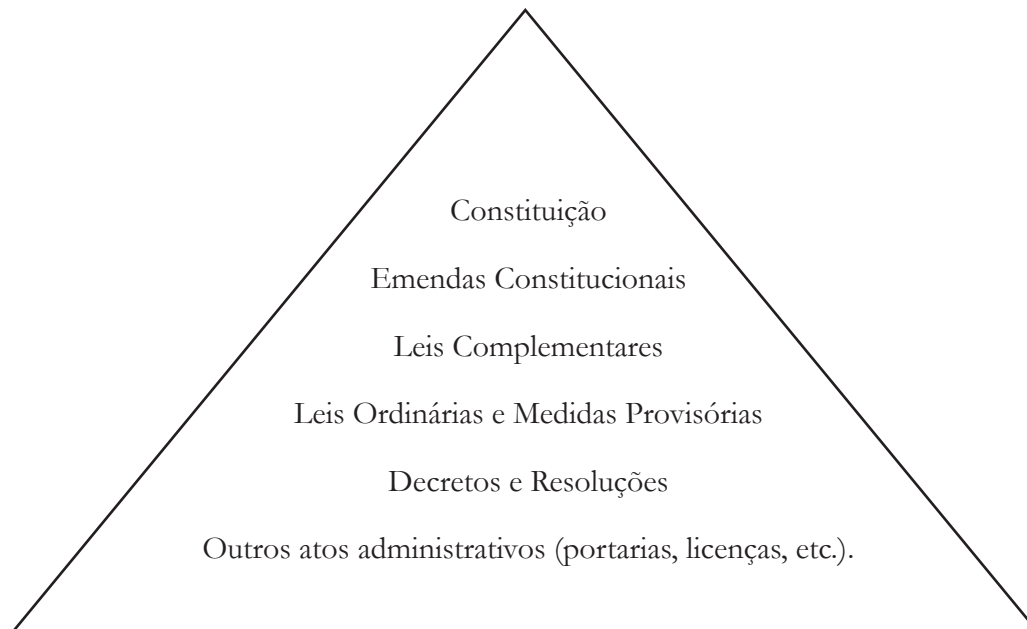 Constituição
Emendas Constitucionais
Leis Complementares
Leis Ordinárias e Medidas Provisórias
Decretos e Resoluções
Outros atos administrativos (portarias, licenças, etc.).